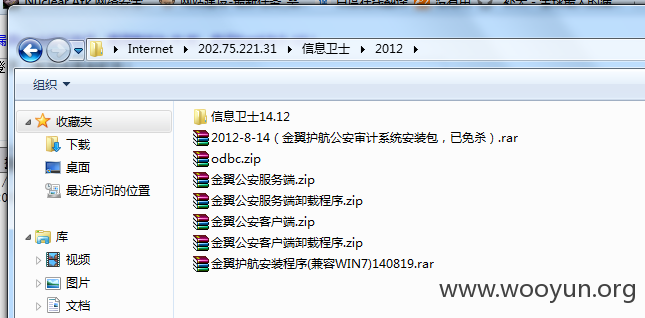 Internet
202.75.221.31
信息卫士
2012
组织
收藏夹
下载
桌面
最近访问的位置
库
视频
图片
文档
信息卫士14.12
2012-8-14（金翼护航公安审计系统安装包，已免杀）.rar
odbc.zip
金翼公安服务端.zip
金翼公安服务端卸载程序.zip
金翼公安客户端.zip
金翼公安客户端卸载程序.zip
金翼护航安装程序(兼容WIN7)140819.rar
www.wooyun.org